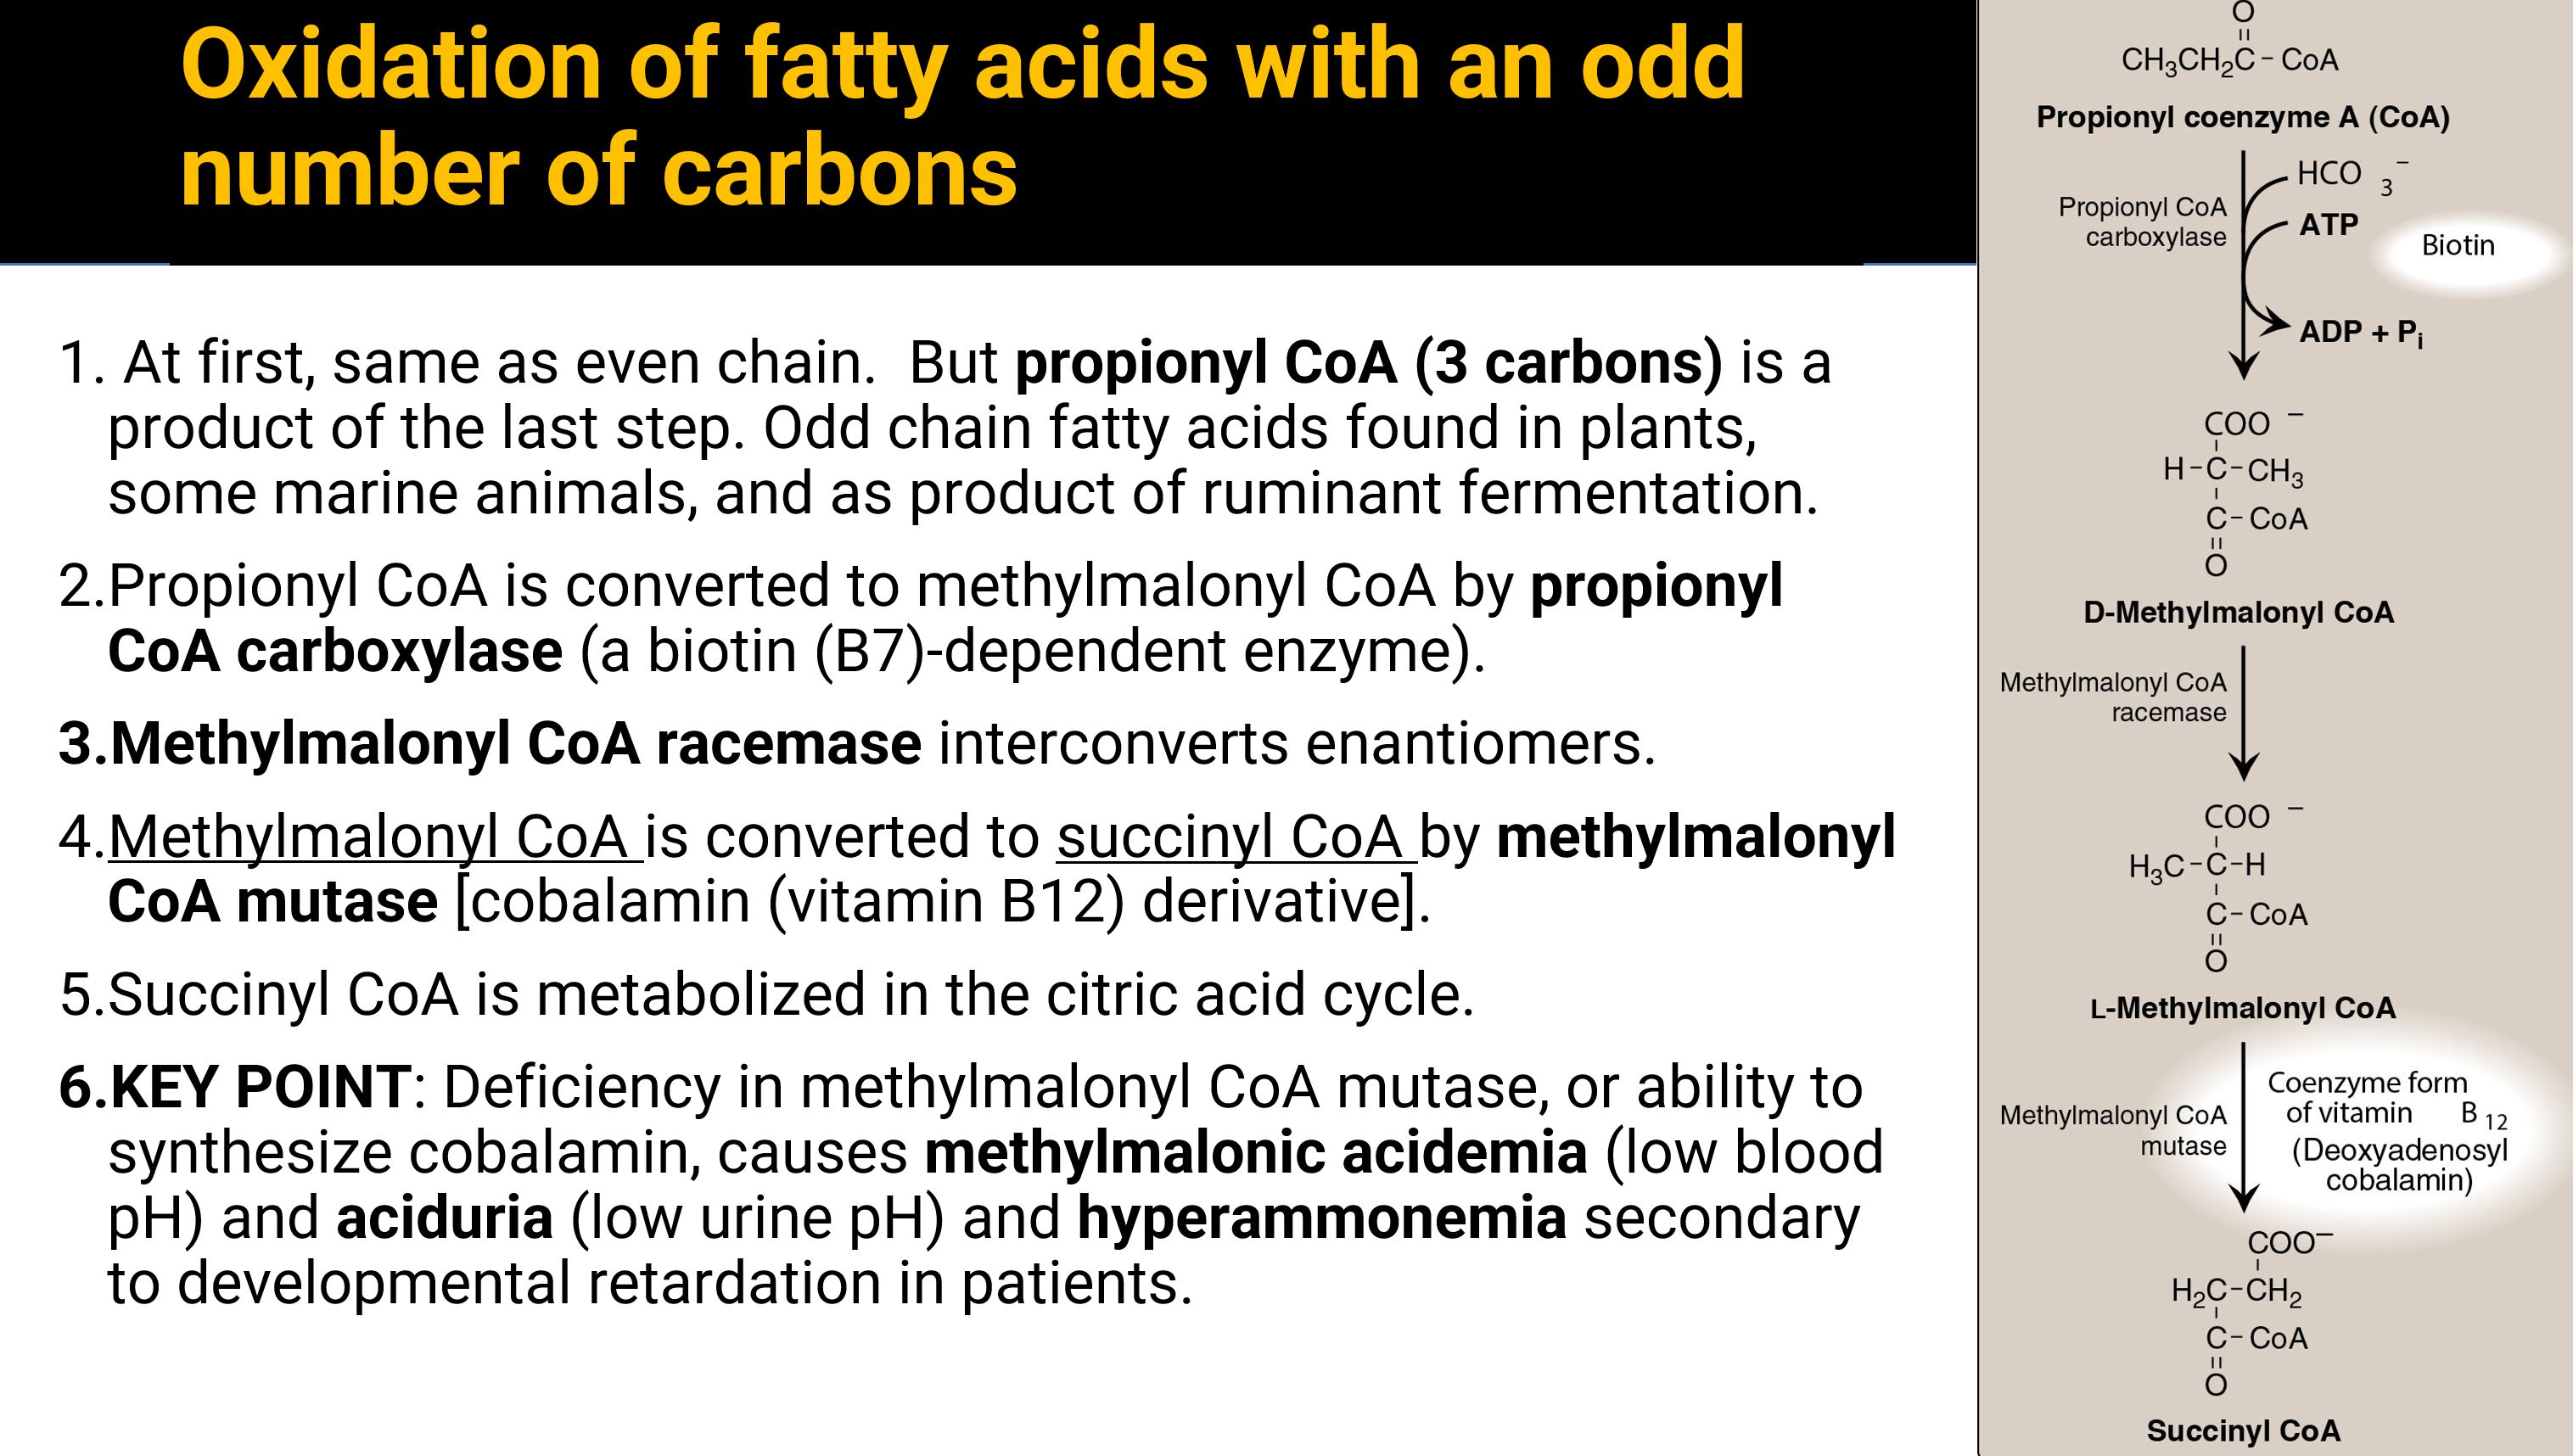 Oxidation of fatty acids with an odd
number of carbons
1. At first, same as even chain.  But propionyl CoA (3 carbons) is a
product of the last step. Odd chain fatty acids found in plants,
some marine animals, and as product of ruminant fermentation.
2.Propionyl CoA is converted to methylmalonyl CoA by propionyl
CoA carboxylase (a biotin (B7)-dependent enzyme).
3.Methylmalonyl CoA racemase interconverts enantiomers.
4.Methylmalonyl CoA is converted to succinyl CoA by methylmalonyl
CoA mutase [cobalamin (vitamin B12) derivative].
5.Succinyl CoA is metabolized in the citric acid cycle.
6.KEY POINT: Deficiency in methylmalonyl CoA mutase, or ability to
synthesize cobalamin, causes methylmalonic acidemia (low blood
pH) and aciduria (low urine pH) and hyperammonemia secondary
to developmental retardation in patients.
O
CH₃CH₂C – CoA
Propionyl coenzyme A (CoA)
HCO ₃⁻
Propionyl CoA
carboxylase
ATP
Biotin
ADP + Pᵢ
COO ⁻
H – C – CH₃
C – CoA
O
D-Methylmalonyl CoA
Methylmalonyl CoA
racemase
COO ⁻
H₃C – C – H
C – CoA
O
L-Methylmalonyl CoA
Methylmalonyl CoA
mutase
Coenzyme form
of vitamin B ₁₂
(Deoxyadenosyl
cobalamin)
COO⁻
H₂C – CH₂
C – CoA
O
Succinyl CoA